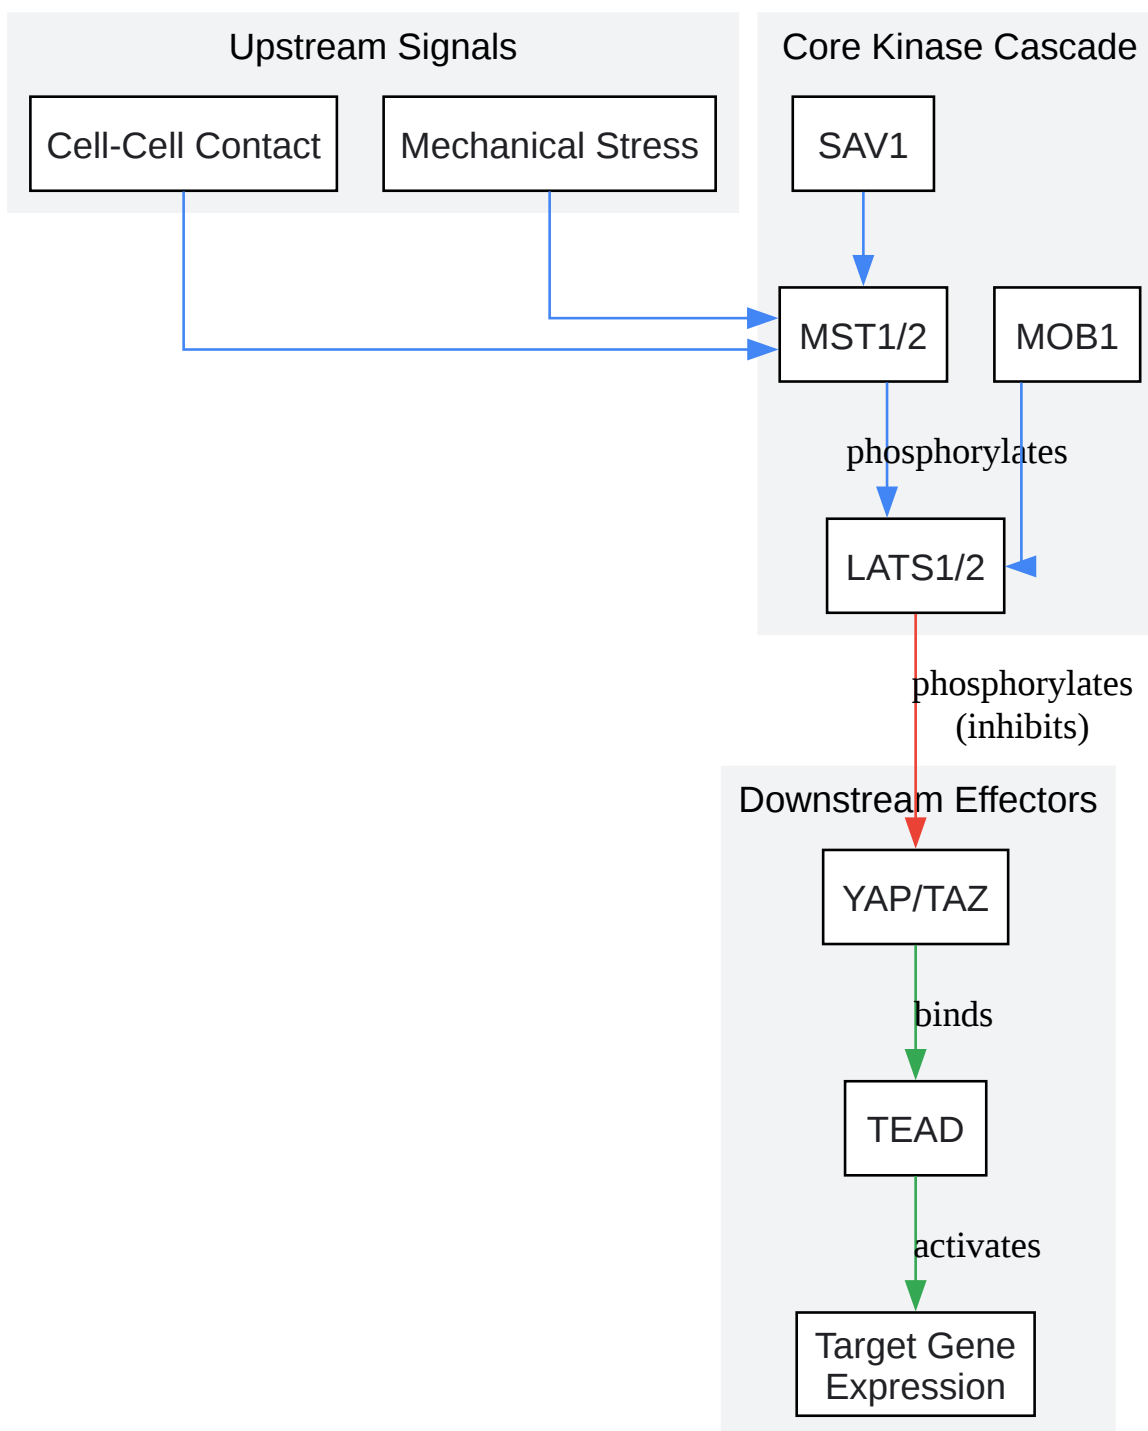 Upstream Signals
Core Kinase Cascade
Cell-Cell Contact
Mechanical Stress
SAV1
MST1/2
MOB1
phosphorylates
LATS1/2
phosphorylates
(inhibits)
Downstream Effectors
YAP/TAZ
binds
TEAD
activates
Target Gene
Expression